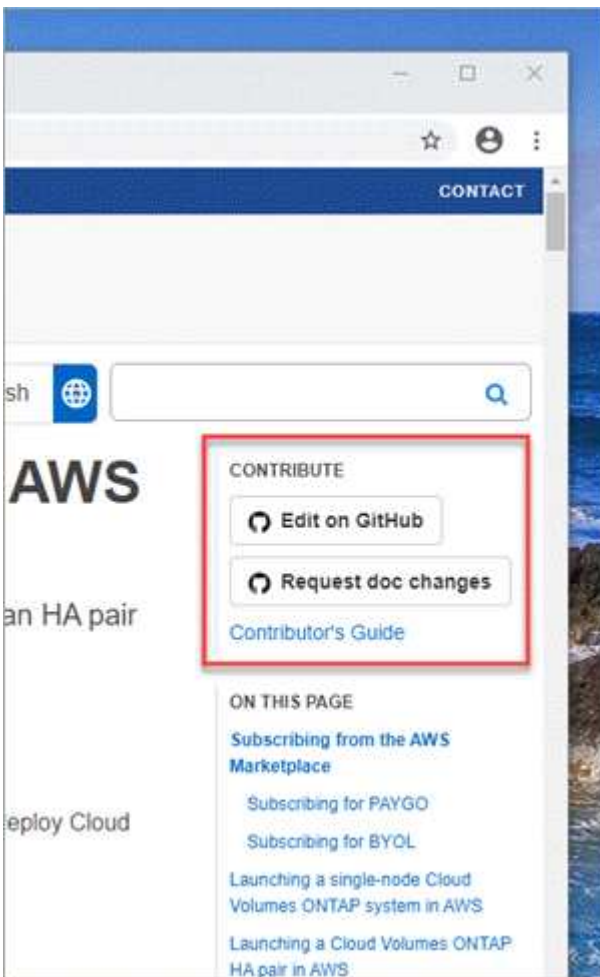 CONTACT
sh
AWS
CONTRIBUTE
Edit on GitHub
Request doc changes
an HA pair
Contributor's Guide
ON THIS PAGE
Subscribing from the AWS
Marketplace
Subscribing for PAYGO
eploy Cloud
Subscribing for BYOL
Launching a single-node Cloud
Volumes ONTAP system in AWS
Launching a Cloud Volumes ONTAP
HA pair in AWS